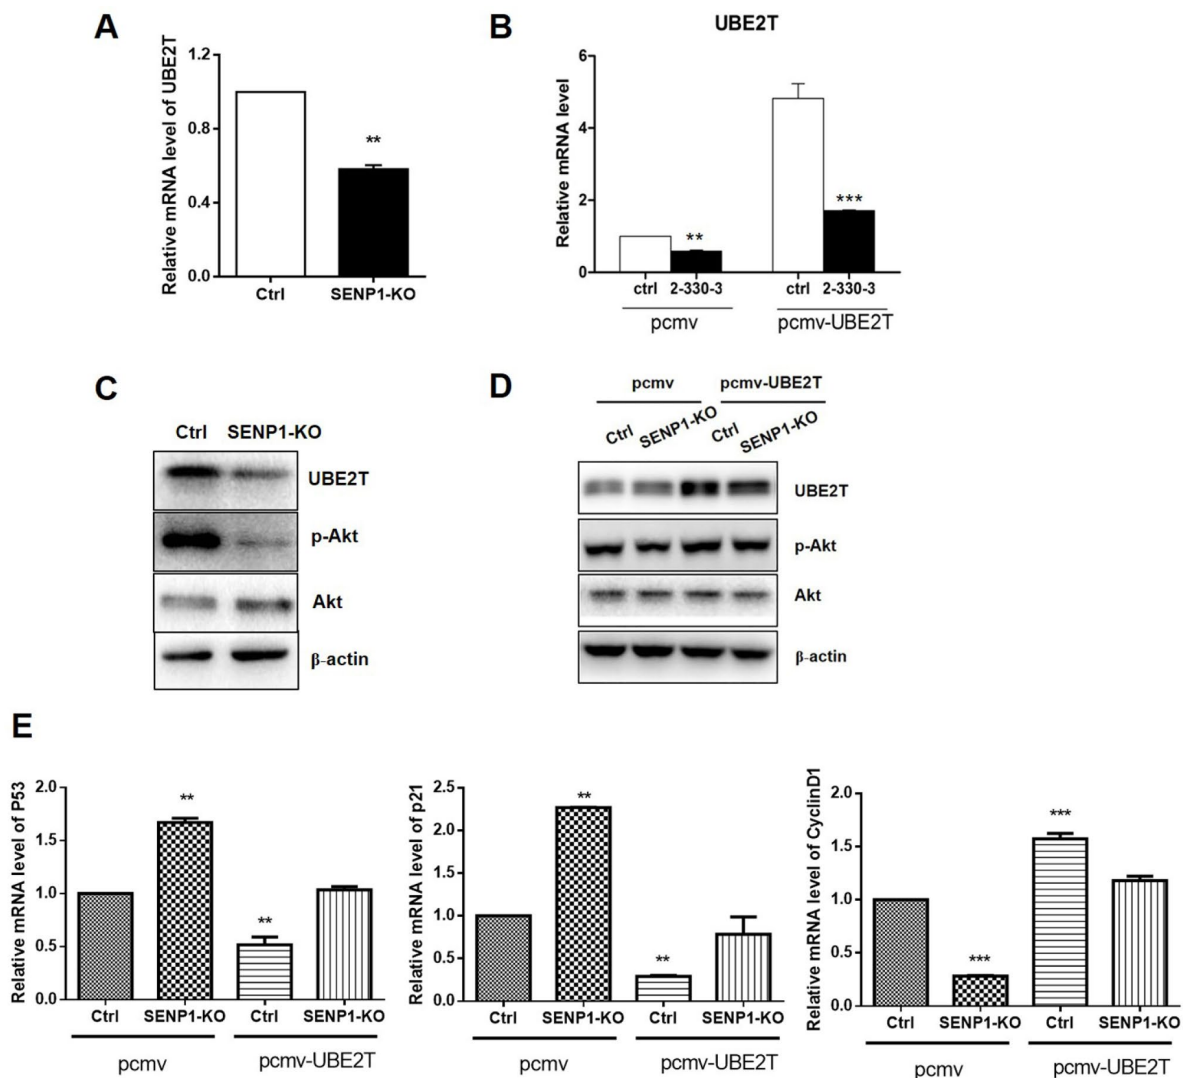 A
Relative mRNA level of UBE2T
1.2
0.8
0.4
0.0
**
Ctrl SENP1-KO
B
UBE2T
Relative mRNA level
6
4
2
0
**
***
ctrl 2-330-3 ctrl 2-330-3
pcmv pcmv-UBE2T
C
Ctrl SENP1-KO
UBE2T
p-Akt
Akt
β-actin
D
pcmv pcmv-UBE2T
Ctrl SENP1-KO Ctrl SENP1-KO
UBE2T
p-Akt
Akt
β-actin
E
Relative mRNA level of P53
2.0
1.5
1.0
0.5
0.0
**
**
Ctrl SENP1-KO Ctrl SENP1-KO
pcmv pcmv-UBE2T
Relative mRNA level of p21
2.5
2.0
1.5
1.0
0.5
0.0
**
**
Ctrl SENP1-KO Ctrl SENP1-KO
pcmv pcmv-UBE2T
Relative mRNA level of CyclinD1
2.0
1.5
1.0
0.5
0.0
***
***
Ctrl SENP1-KO Ctrl SENP1-KO
pcmv pcmv-UBE2T